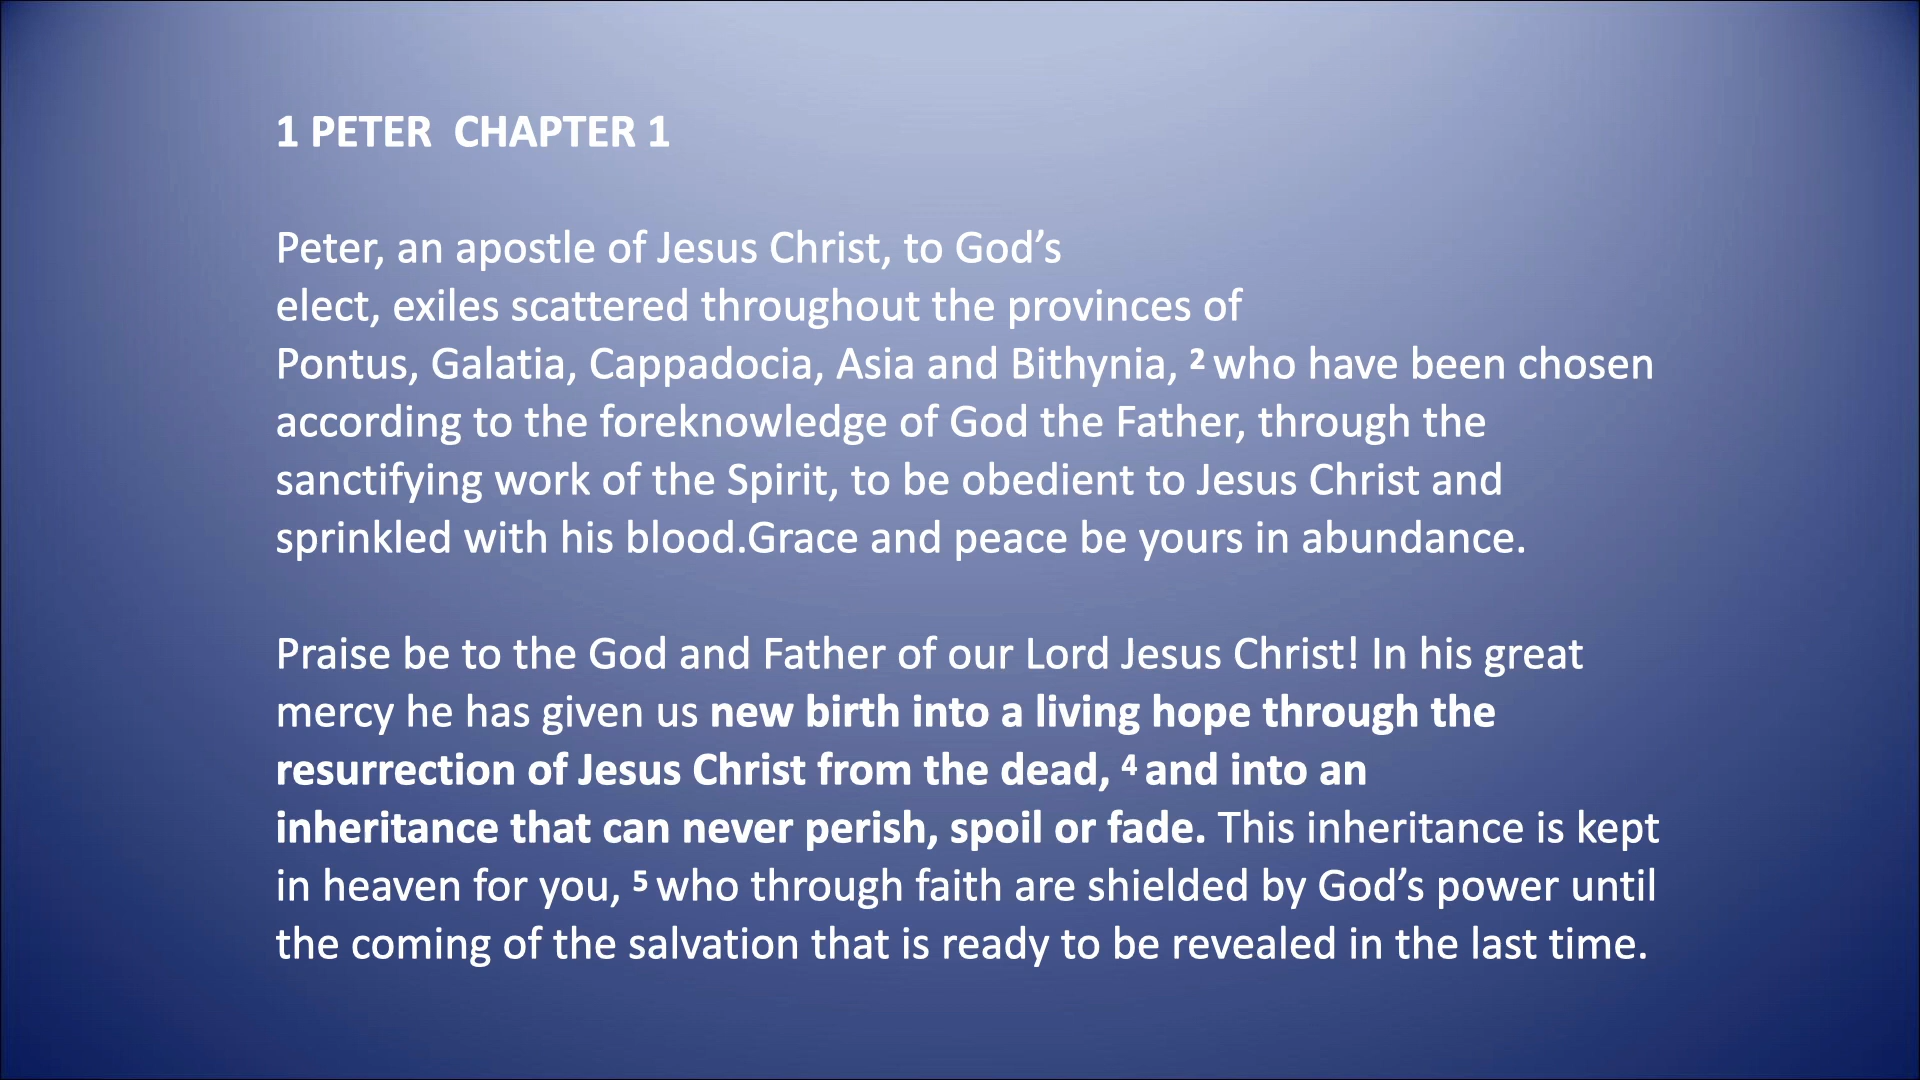 1 PETER  CHAPTER 1
Peter, an apostle of Jesus Christ, to God’s
elect, exiles scattered throughout the provinces of
Pontus, Galatia, Cappadocia, Asia and Bithynia, 2 who have been chosen
according to the foreknowledge of God the Father, through the
sanctifying work of the Spirit, to be obedient to Jesus Christ and
sprinkled with his blood.Grace and peace be yours in abundance.
Praise be to the God and Father of our Lord Jesus Christ! In his great
mercy he has given us new birth into a living hope through the
resurrection of Jesus Christ from the dead, 4 and into an
inheritance that can never perish, spoil or fade. This inheritance is kept
in heaven for you, 5 who through faith are shielded by God’s power until
the coming of the salvation that is ready to be revealed in the last time.